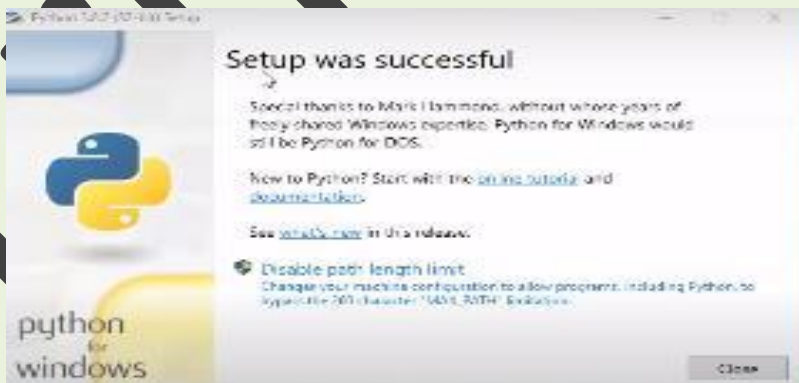 Setup was successful
Special thanks to Mark Hammond, without whose years of
freely shared Windows expertise, Python for Windows would
still be Python for DOS.
New to Python? Start with the online tutorial and
documentation.
See what's new in this release.
Disable path length limit
Changes your machine configuration to allow programs, including Python, to
bypass the 260 character "MAX_PATH" limitation.
python
for
windows
Close